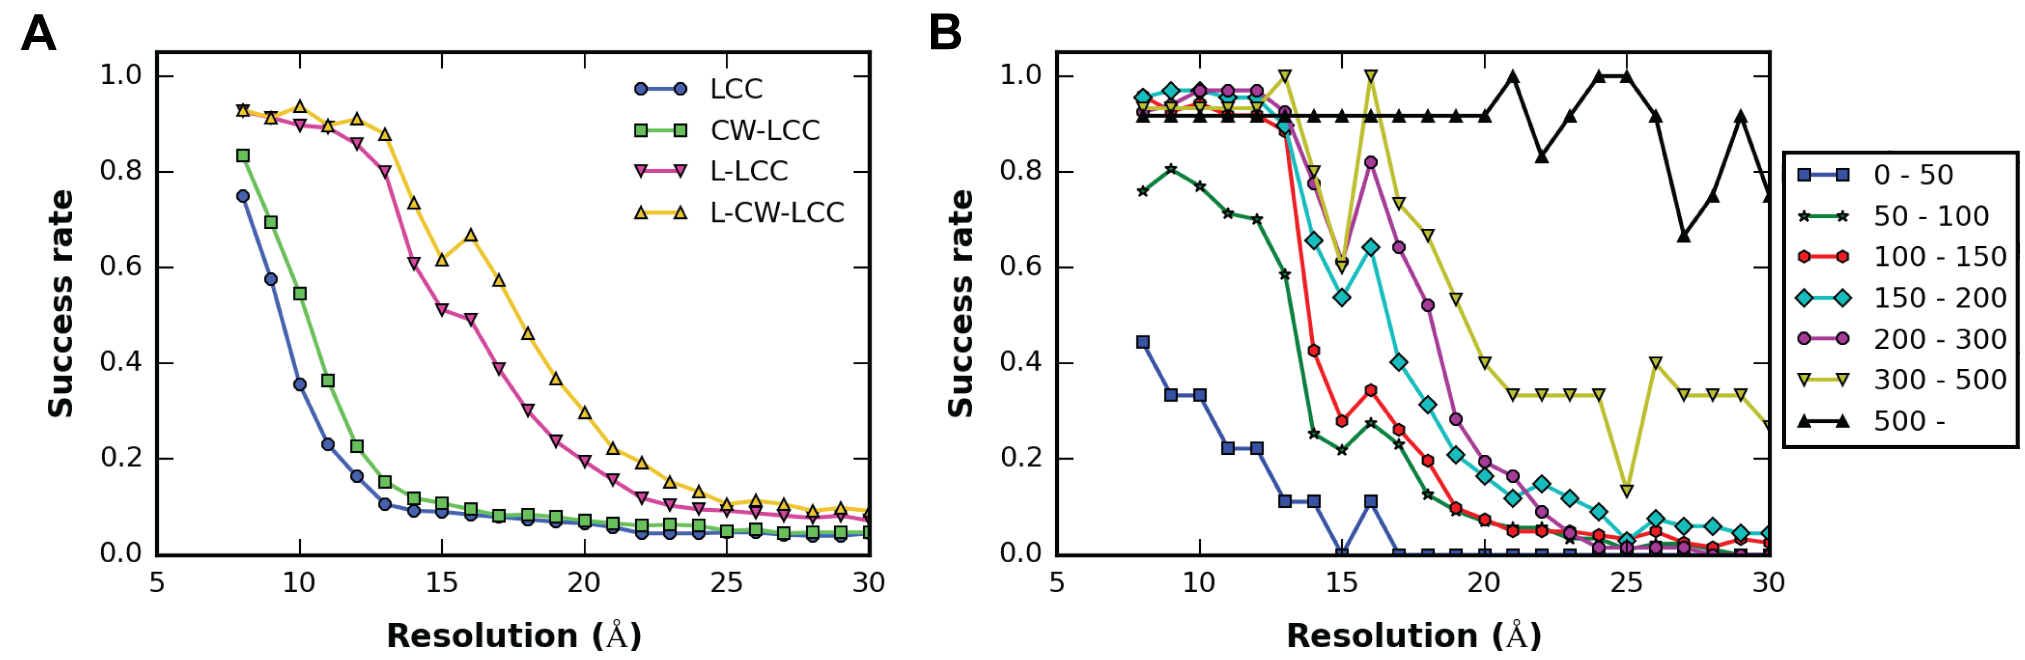 A
1.0
0.8
0.6
0.4
0.2
0.0
5 10 15 20 25 30
Success rate
Resolution (Å)
LCC
CW-LCC
L-LCC
L-CW-LCC
B
1.0
0.8
0.6
0.4
0.2
0.0
5 10 15 20 25 30
Success rate
Resolution (Å)
0 - 50
50 - 100
100 - 150
150 - 200
200 - 300
300 - 500
500 -